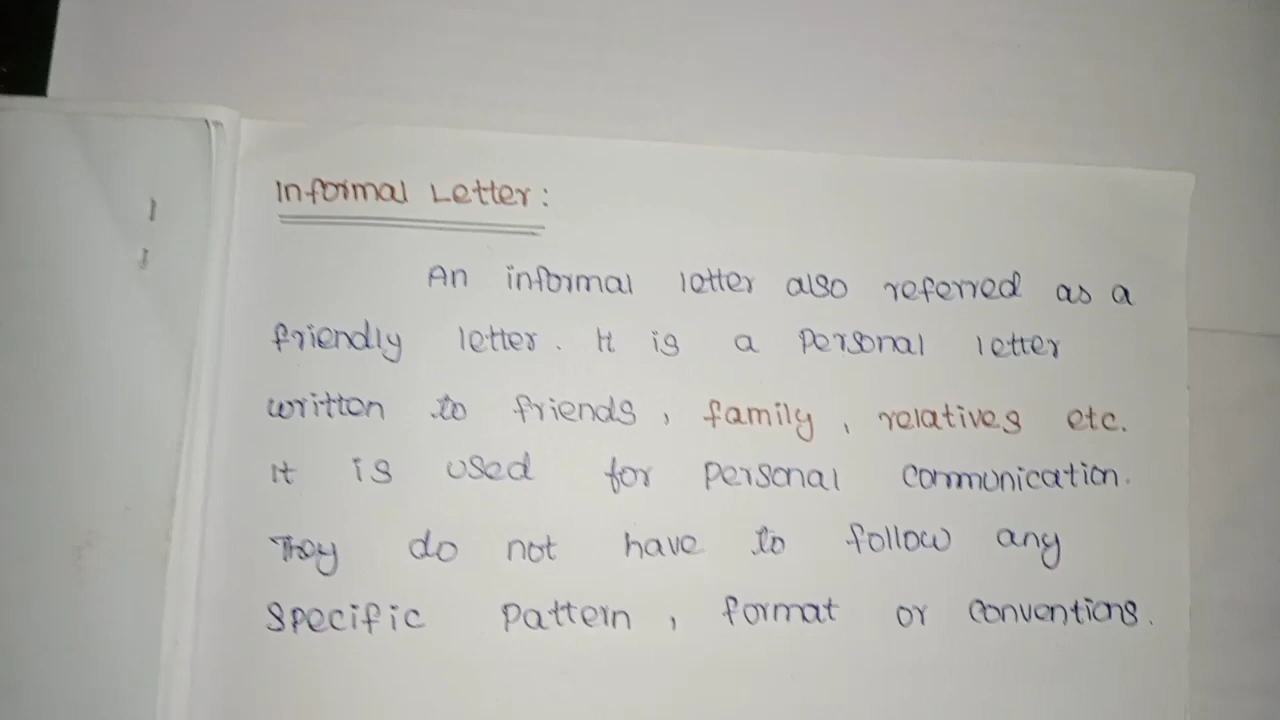 Informal Letter:
An informal letter also referred as a
friendly letter. It is a personal letter
written to friends, family, relatives etc.
It is used for personal communication.
They do not have to follow any
specific pattern, format or conventions.